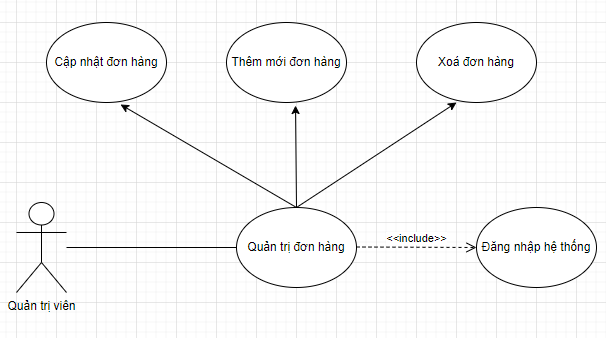 Cập nhật đơn hàng
Thêm mới đơn hàng
Xoá đơn hàng
Quản trị đơn hàng
<<include>>
Đăng nhập hệ thống
Quản trị viên